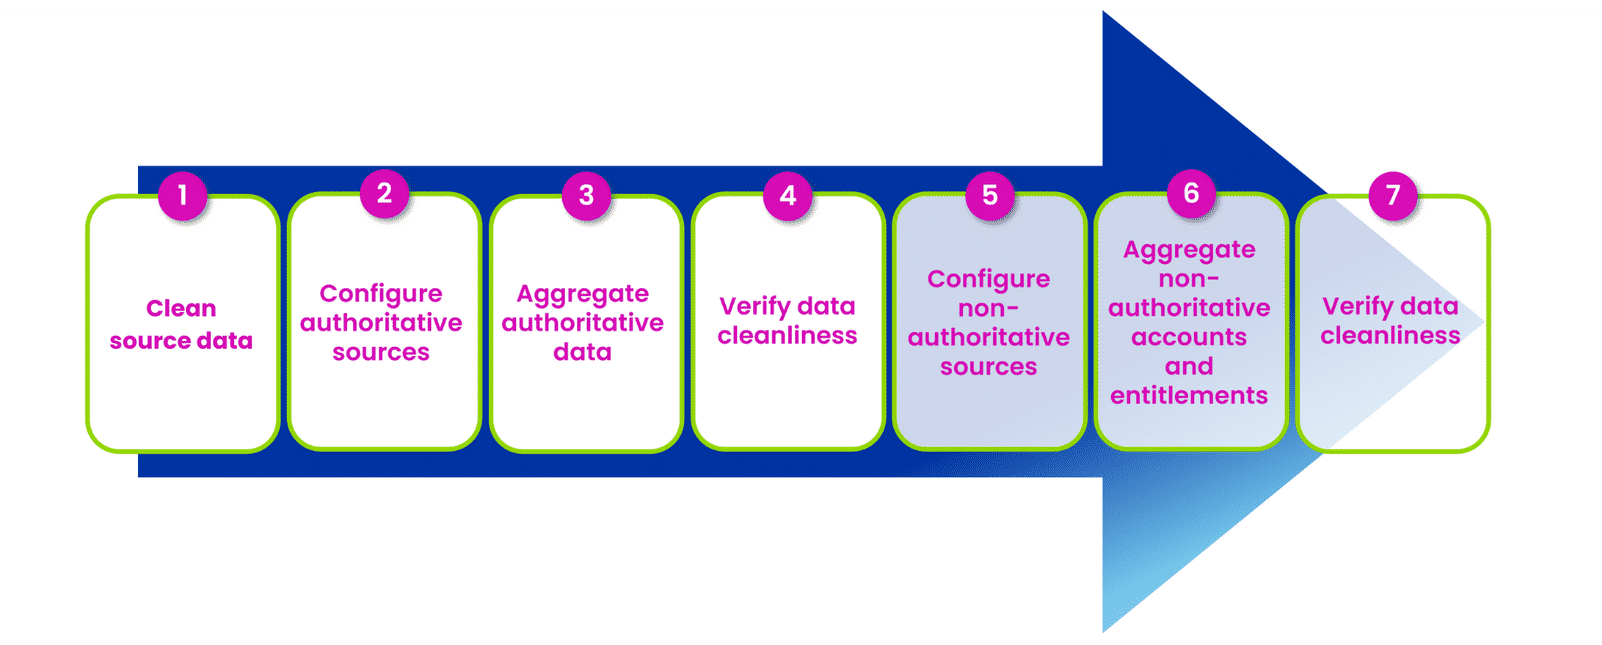 1
Clean
source data
2
Configure
authoritative
sources
3
Aggregate
authoritative
data
4
Verify data
cleanliness
5
Configure
non-
authoritative
sources
6
Aggregate
non-
authoritative
accounts
and
entitlements
7
Verify data
cleanliness